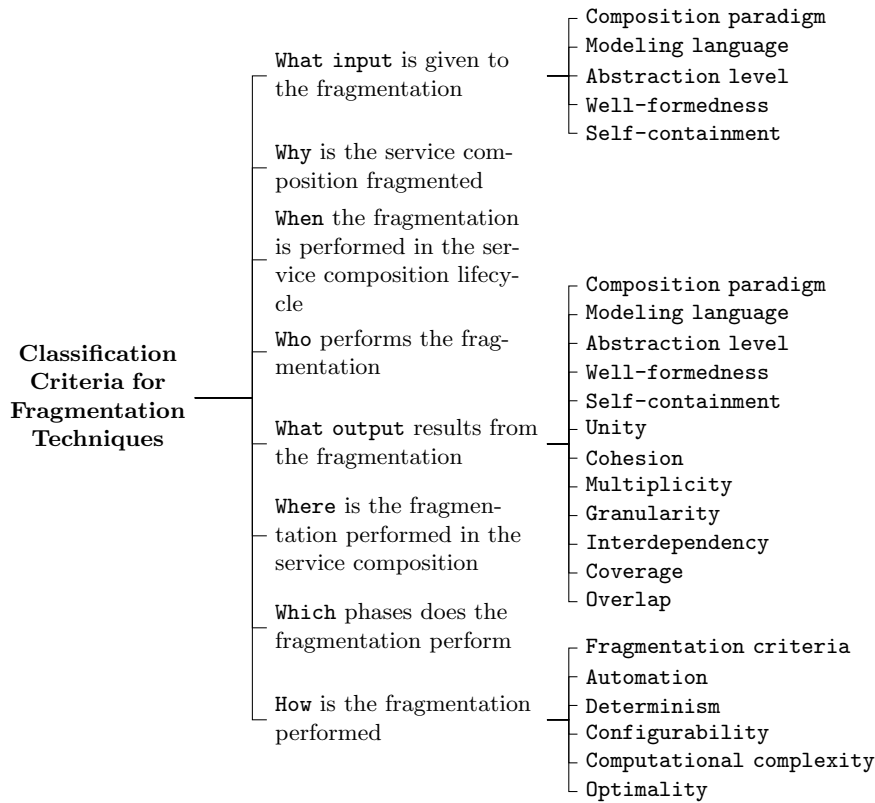 Classification
Criteria for
Fragmentation
Techniques
What input is given to
the fragmentation
Composition paradigm
Modeling language
Abstraction level
Well-formedness
Self-containment
Why is the service com-
position fragmented
When the fragmentation
is performed in the ser-
vice composition lifecy-
cle
Who performs the frag-
mentation
What output results from
the fragmentation
Composition paradigm
Modeling language
Abstraction level
Well-formedness
Self-containment
Unity
Cohesion
Multiplicity
Granularity
Interdependency
Coverage
Overlap
Where is the fragmen-
tation performed in the
service composition
Which phases does the
fragmentation perform
How is the fragmentation
performed
Fragmentation criteria
Automation
Determinism
Configurability
Computational complexity
Optimality